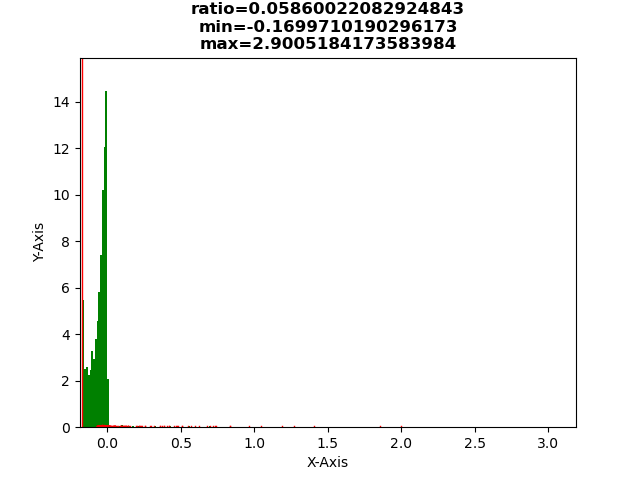 ratio=0.05860022082924843
min=-0.1699710190296173
max=2.9005184173583984
14
12
10
8
6
4
2
0
Y-Axis
0.0 0.5 1.0 1.5 2.0 2.5 3.0
X-Axis